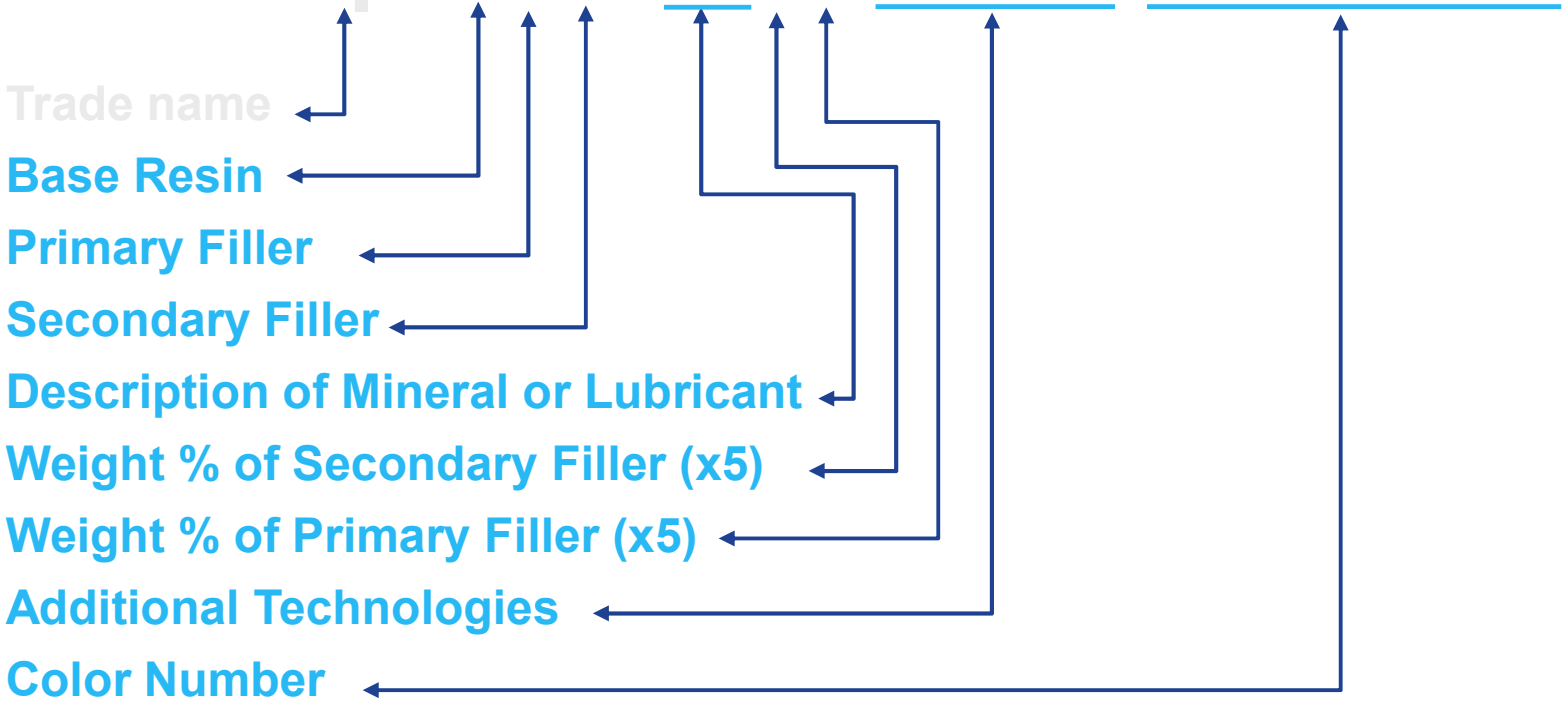 Trade name
Base Resin
Primary Filler
Secondary Filler
Description of Mineral or Lubricant
Weight % of Secondary Filler (x5)
Weight % of Primary Filler (x5)
Additional Technologies
Color Number